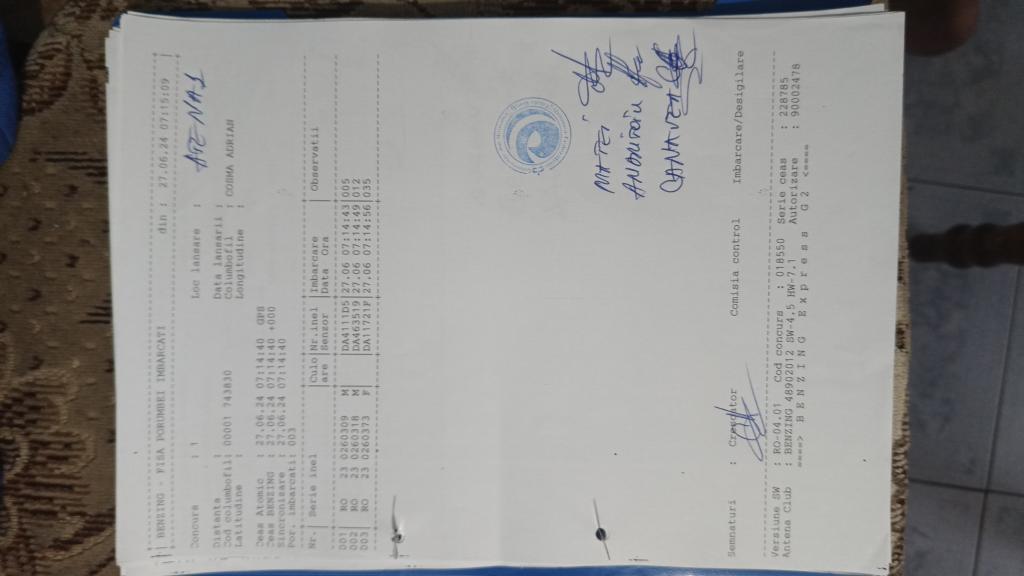 BENZING - FISA PORUMBEI IMBARCATI din : 27.06.24 07:15:09
Concurs : 1 Loc lansare : ARENA 1
Distanta : Data lansarii :
Cod columbofil: 00001 743830 Columbofil : COSMA ADRIAN
Latitudine : Longitudine :
Ceas Atomic : 27.06.24 07:14:40 GPS
Ceas BENZING : 27.06.24 07:14:40 +000
Sincronizare : 27.06.24 07:14:40
Por. imbarcati: 003
Nr.| Serie inel |Culo|Nr.inel |Imbarcare | Observatii
are |Senzor |Data Ora
001| RO 23 0260309 M |DA4111D5|27.06 07:14:43|005
002| RO 23 0260318 M |DA463519|27.06 07:14:49|012
003| RO 23 0260373 F |DA11721F|27.06 07:14:56|035
MATEI
Semnaturi : Crescator Comisia control Imbarcare/Desigilare
Versiune SW : RO-04.01 Cod concurs : 018550 Serie ceas : 228785
Antena Club : BENZING 48902012 SW-4.5 HW-7.1 Autorizare : 90002478
====> B E N Z I N G E x p r e s s G 2 <====